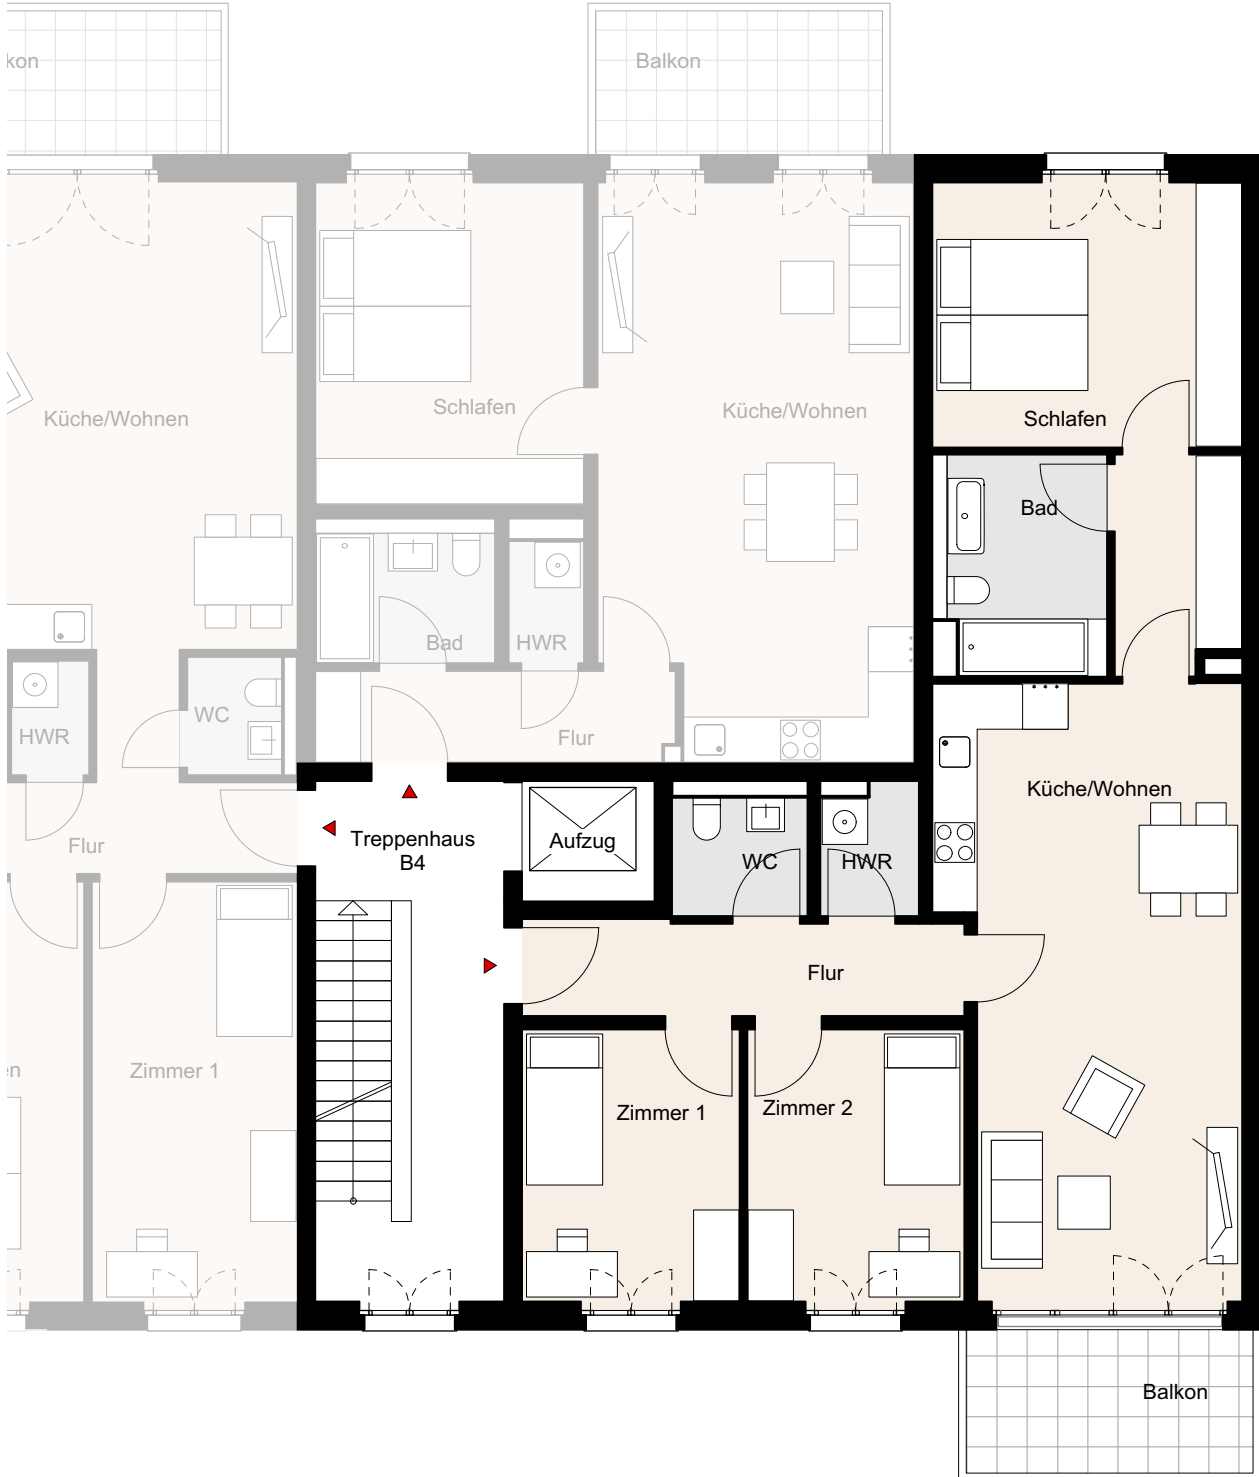 kon
Balkon
Schlafen
Küche/Wohnen
Küche/Wohnen
Schlafen
Bad
Bad
HWR
WC
HWR
Flur
Küche/Wohnen
Flur
Treppenhaus
B4
Aufzug
WC
HWR
Flur
en
Zimmer 1
Zimmer 1
Zimmer 2
Balkon